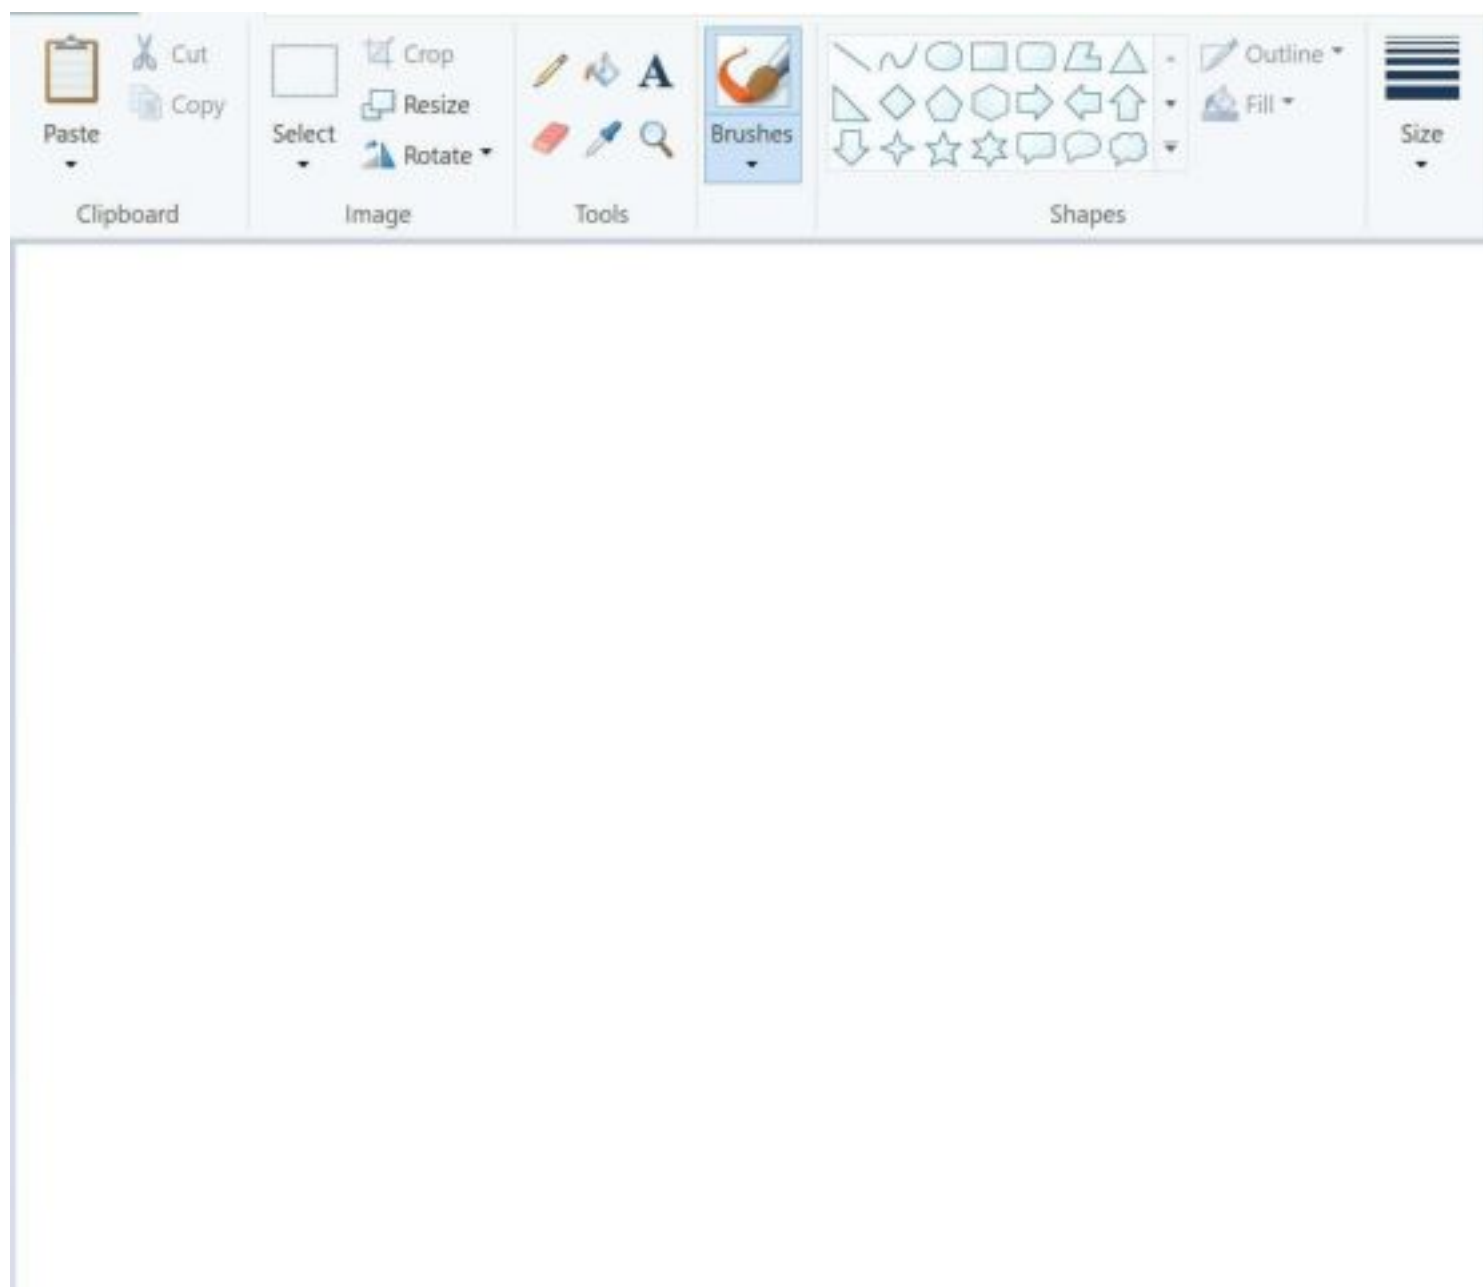 Paste
Cut
Copy
Clipboard
Select
Crop
Resize
Rotate
Image
A
Tools
Brushes
Outline
Fill
Shapes
Size